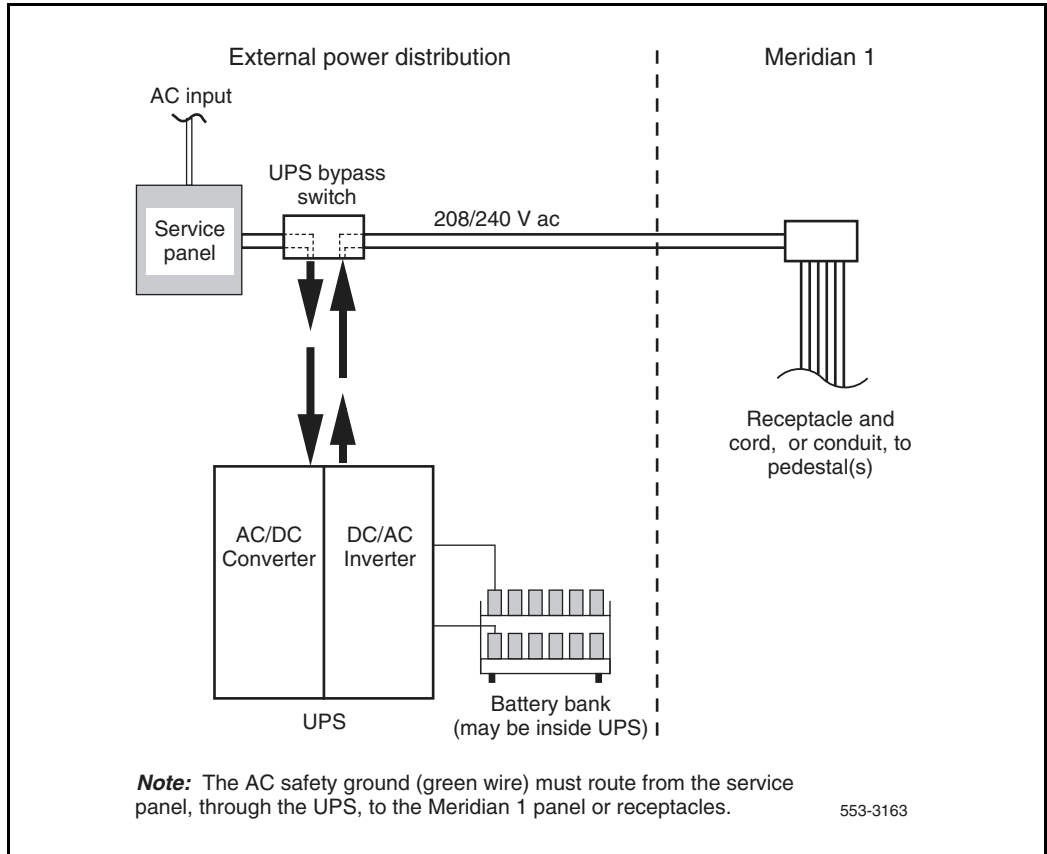 External power distribution
Meridian 1
AC input
UPS bypass
switch
Service
panel
208/240 V ac
Receptacle and
cord, or conduit, to
pedestal(s)
AC/DC
Converter
DC/AC
Inverter
Battery bank
(may be inside UPS)
UPS
Note: The AC safety ground (green wire) must route from the service
panel, through the UPS, to the Meridian 1 panel or receptacles.
553-3163